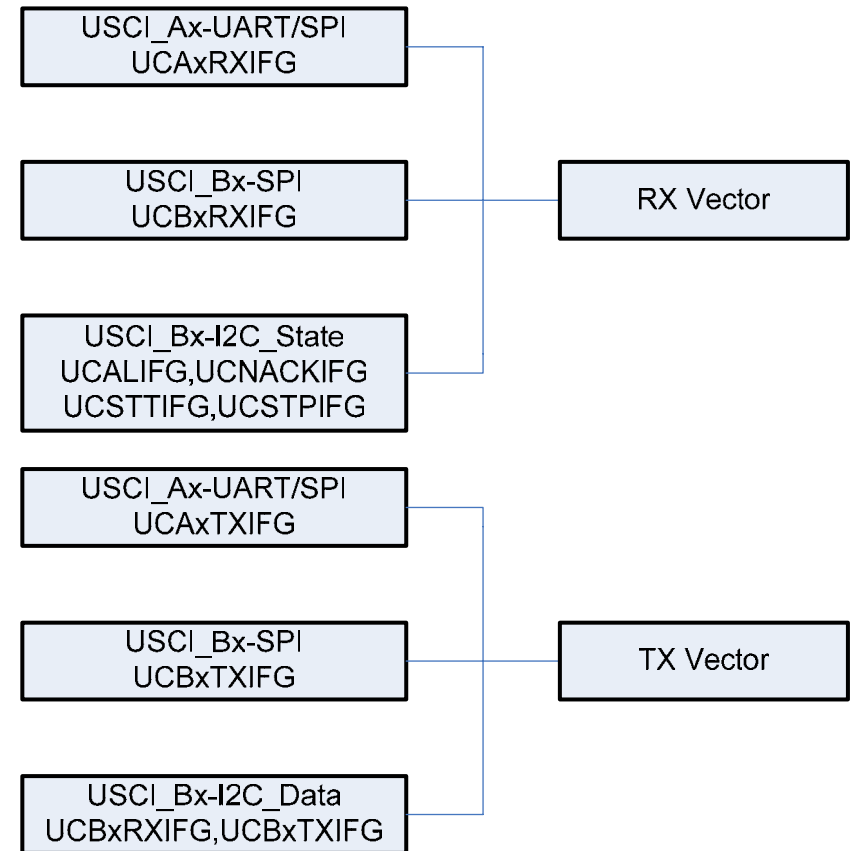 USCI_Ax-UART/SPI
UCAxRXIFG
USCI_Bx-SPI
UCBxRXIFG
RX Vector
USCI_Bx-I2C_State
UCALIFG,UCNACKIFG
UCSTTIFG,UCSTPIFG
USCI_Ax-UART/SPI
UCAxTXIFG
USCI_Bx-SPI
UCBxTXIFG
TX Vector
USCI_Bx-I2C_Data
UCBxRXIFG,UCBxTXIFG